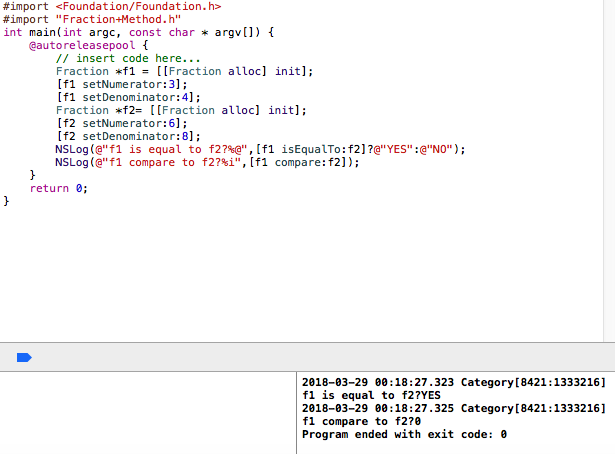 #import <Foundation/Foundation.h>
#import "Fraction+Method.h"
int main(int argc, const char * argv[]) {
    @autoreleasepool {
        // insert code here...
        Fraction *f1 = [[Fraction alloc] init];
        [f1 setNumerator:3];
        [f1 setDenominator:4];
        Fraction *f2= [[Fraction alloc] init];
        [f2 setNumerator:6];
        [f2 setDenominator:8];
        NSLog(@"f1 is equal to f2?%@",[f1 isEqualTo:f2]?@"YES":@"NO");
        NSLog(@"f1 compare to f2?%i",[f1 compare:f2]);
    }
    return 0;
}
2018-03-29 00:18:27.323 Category[8421:1333216]
f1 is equal to f2?YES
2018-03-29 00:18:27.325 Category[8421:1333216]
f1 compare to f2?0
Program ended with exit code: 0